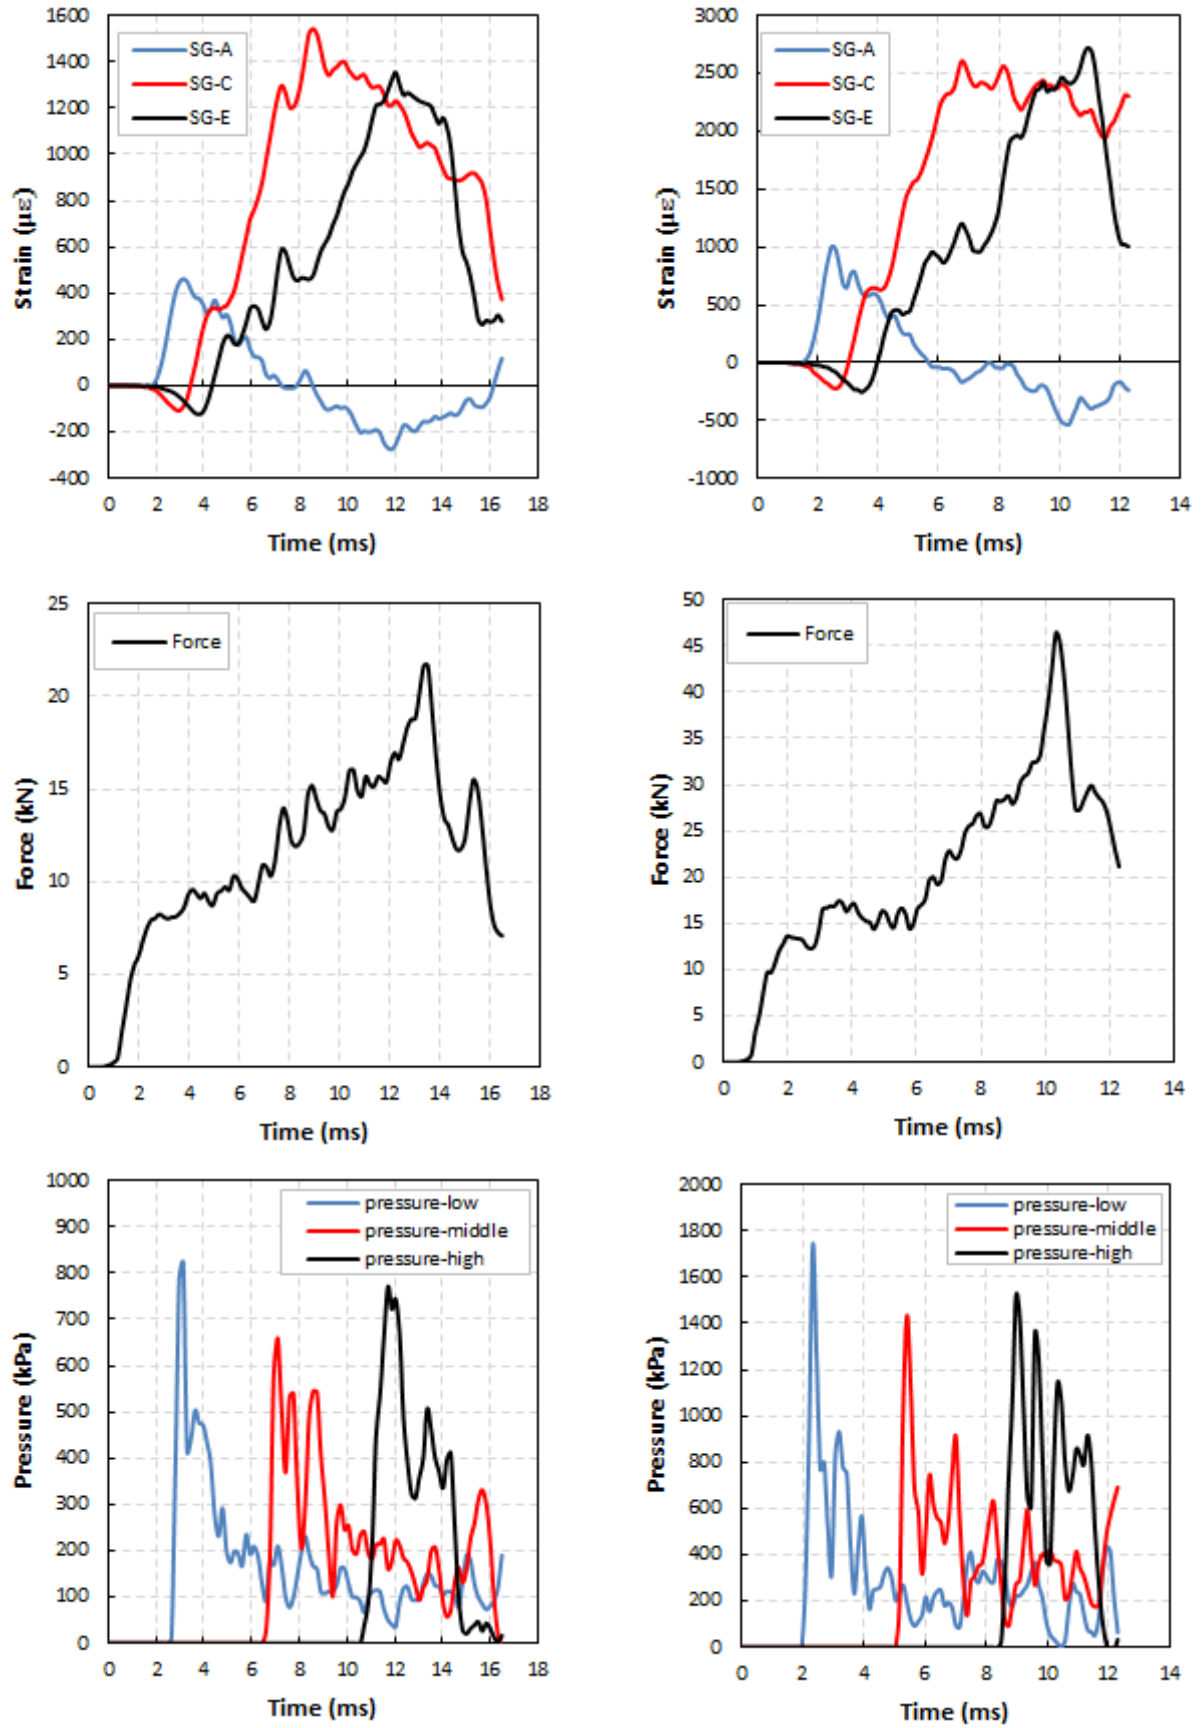 1600
1400
1200
1000
800
600
400
200
0
-200
-400
SG-A
SG-C
SG-E
Strain (με)
0 2 4 6 8 10 12 14 16 18
Time (ms)
3000
2500
2000
1500
1000
500
0
-500
-1000
SG-A
SG-C
SG-E
Strain (με)
0 2 4 6 8 10 12 14
Time (ms)
25
20
15
10
5
0
Force
Force (kN)
0 2 4 6 8 10 12 14 16 18
Time (ms)
50
45
40
35
30
25
20
15
10
5
0
Force
Force (kN)
0 2 4 6 8 10 12 14
Time (ms)
1000
900
800
700
600
500
400
300
200
100
0
pressure-low
pressure-middle
pressure-high
Pressure (kPa)
0 2 4 6 8 10 12 14 16 18
Time (ms)
2000
1800
1600
1400
1200
1000
800
600
400
200
0
pressure-low
pressure-middle
pressure-high
Pressure (kPa)
0 2 4 6 8 10 12 14
Time (ms)